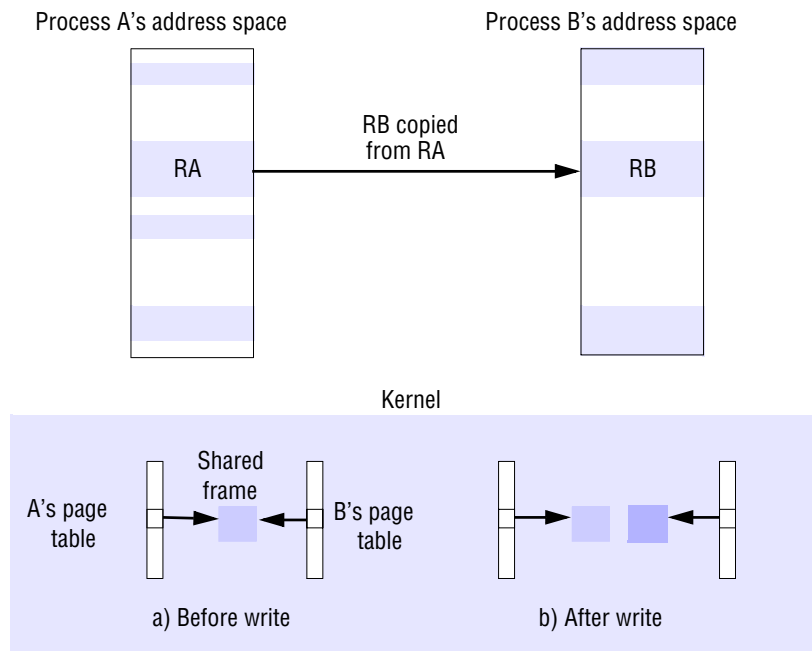 Process A's address space
Process B's address space
RB copied
from RA
RA
RB
Kernel
Shared
frame
A's page
table
B's page
table
a) Before write
b) After write